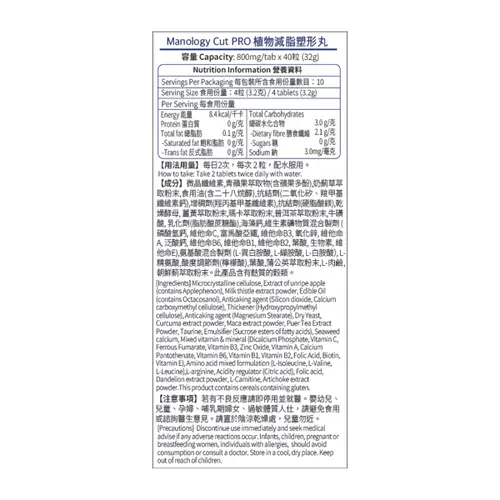 Manology Cut PRO 植物減脂塑形丸
容量 Capacity: 800mg/tab x 40粒 (32g)
Nutrition Information 營養資料
Servings Per Packaging 每包裝所含食用份量數目：10
Serving Size 食用份量：4粒 (3.2克) / 4 tablets (3.2g)
Per Serving 每食用份量
Energy 能量 8.4 kcal/千卡
Protein 蛋白質 0 g/克
Total fat 總脂肪 0.1 g/克
-Saturated fat 飽和脂肪 0 g/克
-Trans fat 反式脂肪 0 g/克
Total Carbohydrates
總碳水化合物 3.0 g/克
-Dietary fibre 膳食纖維 2.1 g/克
-Sugars 糖 0 g/克
Sodium 鈉 3.0mg/毫克
【用法用量】每日2次，每次2粒，配水服用。
How to take: Take 2 tablets twice daily with water.
【成分】微晶纖維素,青蘋果萃取物(含蘋果多酚),奶薊草萃
取粉末,食用油(含二十八烷醇),抗結劑(二氧化矽、羧甲基
纖維素鈣),增稠劑(羥丙基甲基纖維素),抗結劑(硬脂酸鎂),乾
燥酵母,薑黃萃取粉末,瑪卡萃取粉末,普洱茶萃取粉末,牛磺
酸,乳化劑(脂肪酸蔗糖酯),海藻鈣,維生素礦物質混合製劑(
磷酸氫鈣,維他命C,富馬酸亞鐵,維他命B3,氧化鋅,維他命
A,泛酸鈣,維他命B6,維他命B1,維他命B2,葉酸,生物素,維
他命E),氨基酸混合製劑(L-異白胺酸,L-纈胺酸,L-白胺酸),L-
精氨酸,酸度調節劑(檸檬酸),葉酸,蒲公英萃取粉末,L-肉鹼,
朝鮮薊萃取粉末。此產品含有麩質的穀類。
[Ingredients] Microcrystalline cellulose, Extract of unripe apple
(contains Applephenon), Milk thistle extract powder, Edible Oil
(contains Octacosanol), Anticaking agent (Silicon dioxide, Calcium
carboxymethyl cellulose), Thickener (Hydroxypropylmethyl
cellulose), Anticaking agent (Magnesium Stearate), Dry Yeast,
Curcuma extract powder, Maca extract powder, Puer Tea Extract
Powder, Taurine, Emulsifier (Sucrose esters of fatty acids), Seaweed
calcium, Mixed vitamin & mineral (Dicalcium Phosphate, Vitamin C,
Ferrous Fumarate, Vitamin B3, Zinc Oxide, Vitamin A, Calcium
Pantothenate, Vitamin B6, Vitamin B1, Vitamin B2, Folic Acid, Biotin,
Vitamin E), Amino acid mixed formulation (L-Isoleucine, L-Valine,
L-Leucine),L-arginine, Acidity regulator (Citric acid), Folic acid,
Dandelion extract powder, L-Carnitine, Artichoke extract
powder.This product contains cereals containing gluten.
【注意事項】若有不良反應請即停用並就醫。嬰幼兒、
兒童、孕婦、哺乳期婦女、過敏體質人仕，請避免食用
或諮詢醫生意見。請置於陰涼乾燥處，兒童勿近。
[Precautions] Discontinue use immediately and seek medical
advise if any adverse reactions occur. Infants, children, pregnant or
breastfeeding women, individuals with allergies, should avoid
consumption or consult a doctor. Store in a cool, dry place. Keep
out of reach of children.